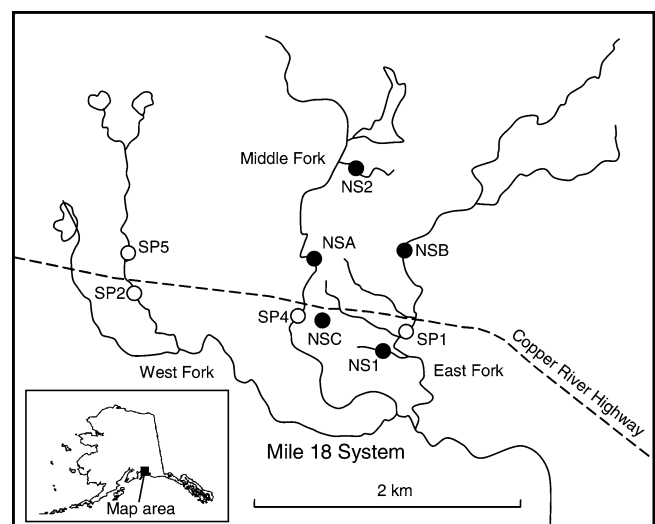 Middle Fork
NS2
NSA
NSB
SP5
SP2
SP4
NSC
SP1
NS1
East Fork
West Fork
Copper River Highway
Mile 18 System
2 km
Map area